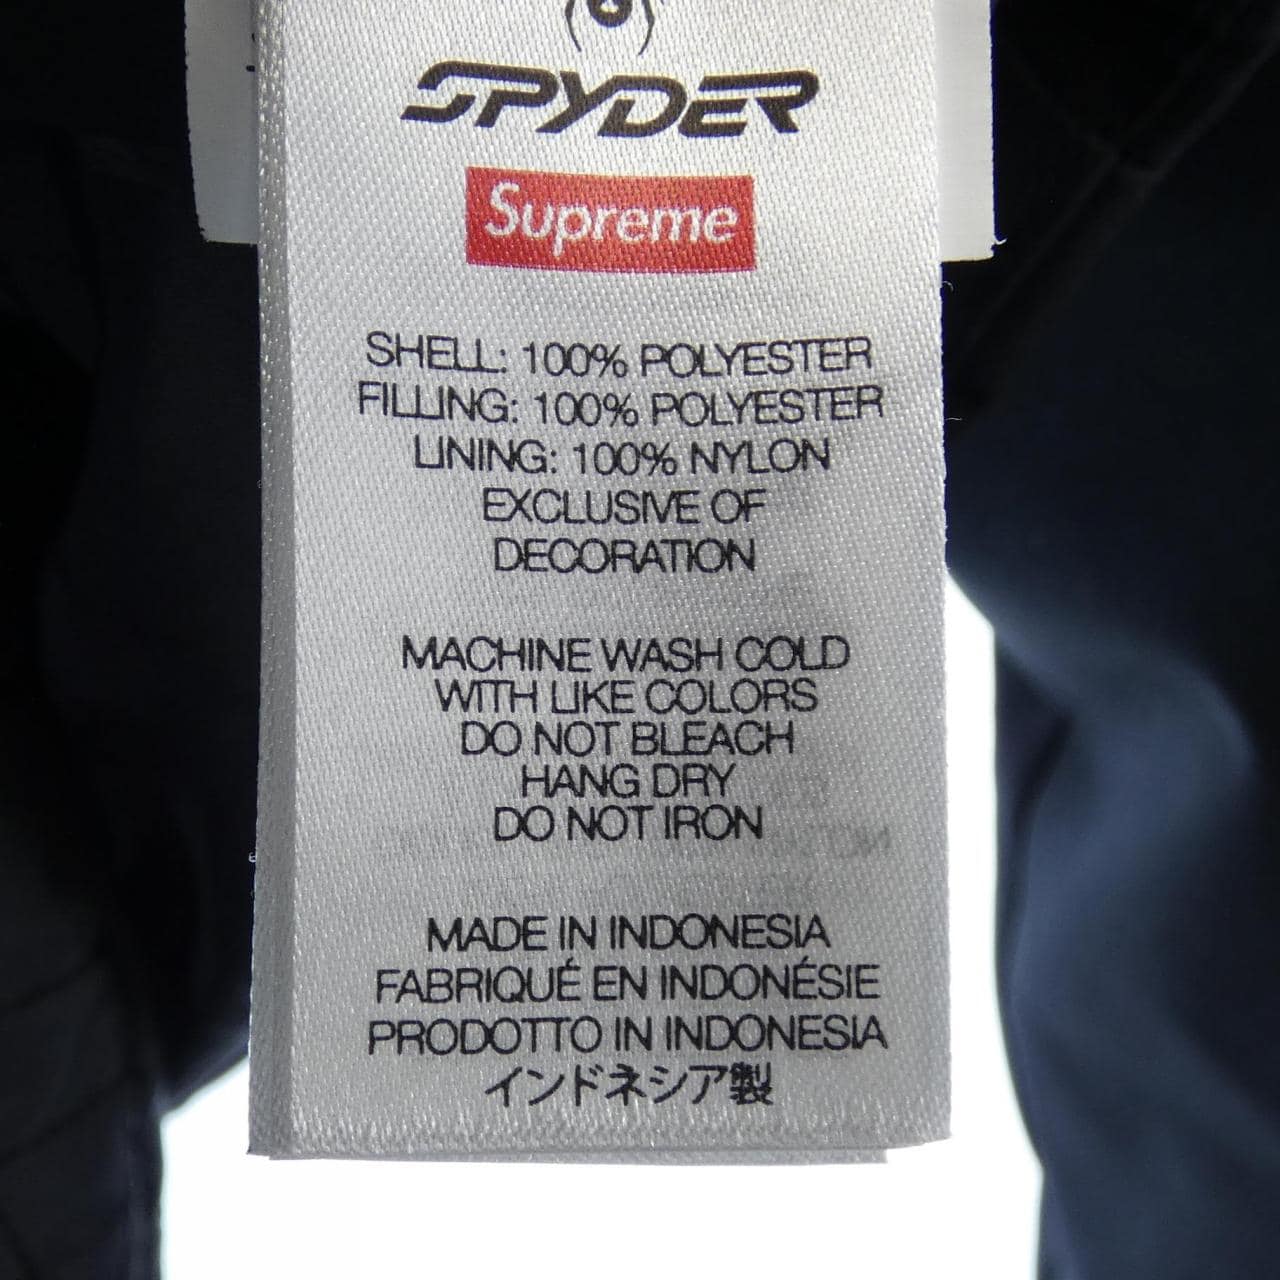 SPYDER
Supreme
SHELL: 100% POLYESTER
FILLING: 100% POLYESTER
LINING: 100% NYLON
EXCLUSIVE OF
DECORATION
MACHINE WASH COLD
WITH LIKE COLORS
DO NOT BLEACH
HANG DRY
DO NOT IRON
MADE IN INDONESIA
FABRIQUÉ EN INDONÉSIE
PRODOTTO IN INDONESIA
インドネシア製